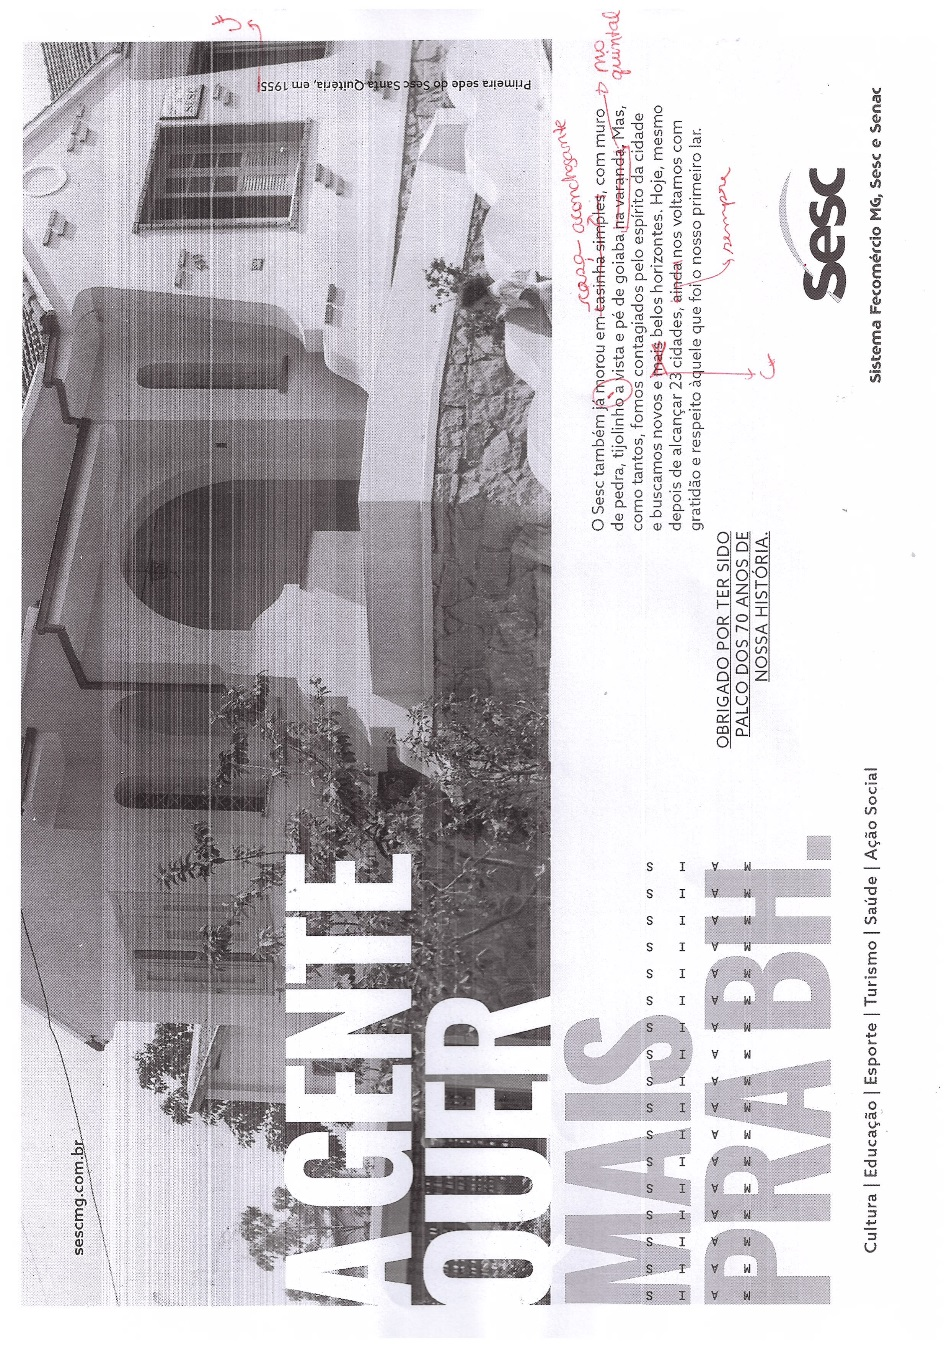 sescmg.com.br
Primeira sede do Sesc Santa Quitéria, em 1955
SESC
A GENTE
QUER
MAIS
PRA BH.
M A I S M A I S M A I S M A I S M A I S M A I S M A I S M A I S M A I S M A I S M A I S M A I S M A I S M A I S M A I S M A I S M A I S
O Sesc também já morou em casinha simples, com muro
de pedra, tijolinho a vista e pé de goiaba na varanda. Mas,
como tantos, fomos contagiados pelo espírito da cidade
e buscamos novos e mais belos horizontes. Hoje, mesmo
depois de alcançar 23 cidades, ainda nos voltamos com
gratidão e respeito àquele que foi o nosso primeiro lar.
casa aconchegante
no
quintal
sempre
OBRIGADO POR TER SIDO
PALCO DOS 70 ANOS DE
NOSSA HISTÓRIA.
Sesc
Cultura | Educação | Esporte | Turismo | Saúde | Ação Social
Sistema Fecomércio MG, Sesc e Senac